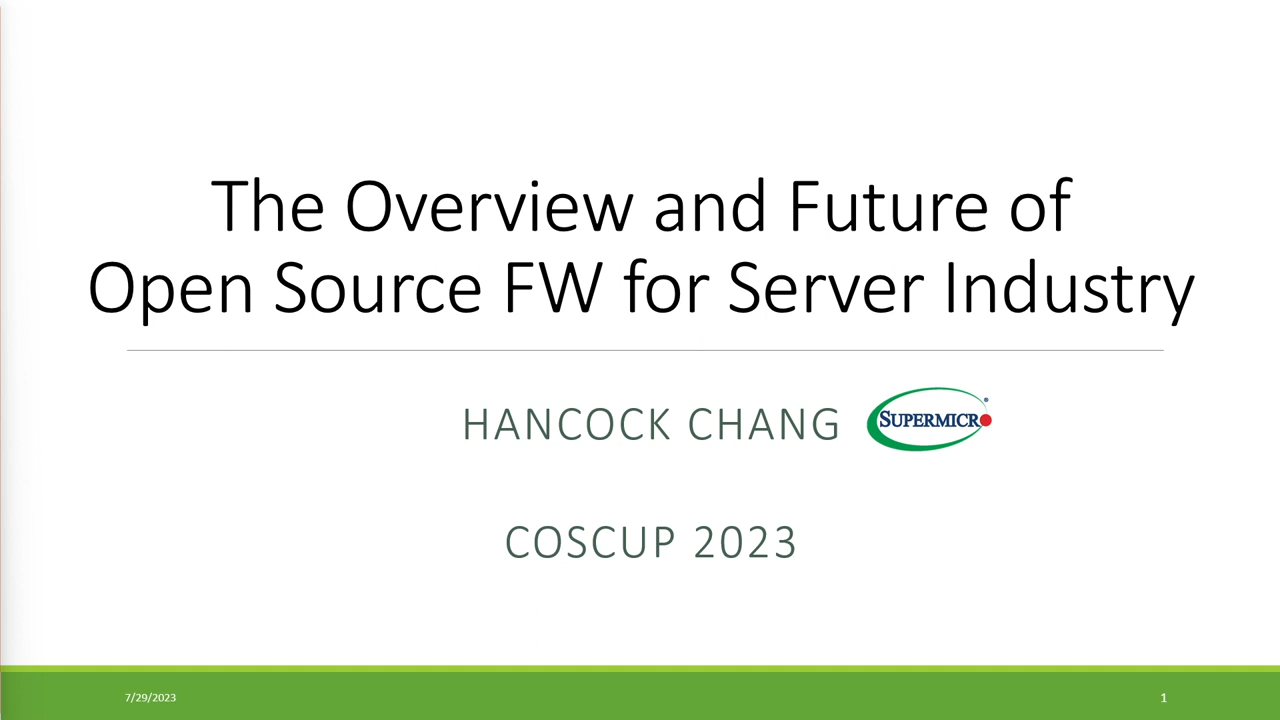 The Overview and Future of
Open Source FW for Server Industry
HANCOCK CHANG
SUPERMICRO
COSCUP 2023
7/29/2023
1